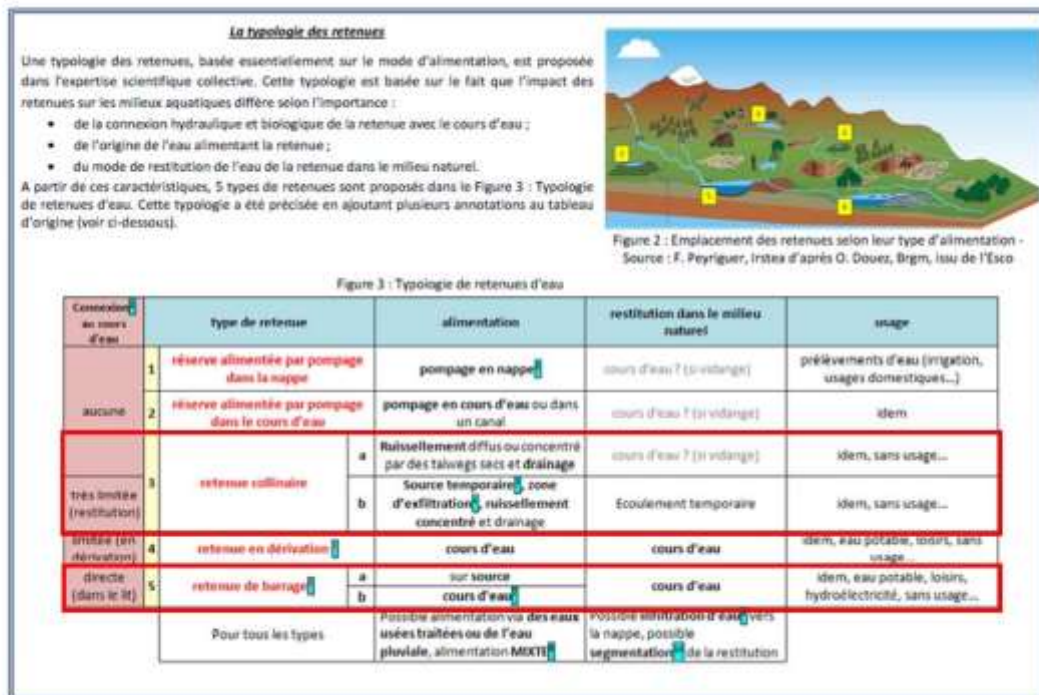 La typologie des retenues
Une typologie des retenues, basée essentiellement sur le mode d'alimentation, est proposée
dans l'expertise scientifique collective. Cette typologie est basée sur le fait que l'impact des
retenues sur les milieux aquatiques diffère selon l'importance :
• de la connexion hydraulique et biologique de la retenue avec le cours d'eau ;
• de l'origine de l'eau alimentant la retenue ;
• du mode de restitution de l'eau de la retenue dans le milieu naturel.
A partir de ces caractéristiques, 5 types de retenues sont proposés dans le Figure 3 : Typologie
de retenues d'eau. Cette typologie a été précisée en ajoutant plusieurs annotations au tableau
d'origine (voir ci-dessous).
Figure 2 : Emplacement des retenues selon leur type d'alimentation -
Source : F. Peyriguer, Irstea d'après O. Douez, Brgm, issu de l'Esco
Figure 3 : Typologie de retenues d'eau
Connexion
au cours
d'eau
type de retenue
alimentation
restitution dans le milieu
naturel
usage
aucune
1
réserve alimentée par pompage
dans la nappe
pompage en nappe
cours d'eau ? (si vidange)
prélèvements d'eau (irrigation,
usages domestiques...)
2
réserve alimentée par pompage
dans le cours d'eau
pompage en cours d'eau ou dans
un canal
cours d'eau ? (si vidange)
idem
3
retenue collinaire
a
Ruissellement diffus ou concentré
par des talwegs secs et drainage
cours d'eau ? (si vidange)
idem, sans usage...
très limitée
(restitution)
b
Source temporaire, zone
d'exfiltration, ruissellement
concentré et drainage
Ecoulement temporaire
idem, sans usage...
limitée (en
dérivation)
4
retenue en dérivation
cours d'eau
cours d'eau
idem, eau potable, loisirs, sans
usage...
directe
(dans le lit)
5
retenue de barrage
a
sur source
b
cours d'eau
cours d'eau
idem, eau potable, loisirs,
hydroélectricité, sans usage...
Pour tous les types
Possible alimentation via des eaux
usées traitées ou de l'eau
pluviale, alimentation MIXTE
Possible infiltration d'eau vers
la nappe, possible
segmentation de la restitution